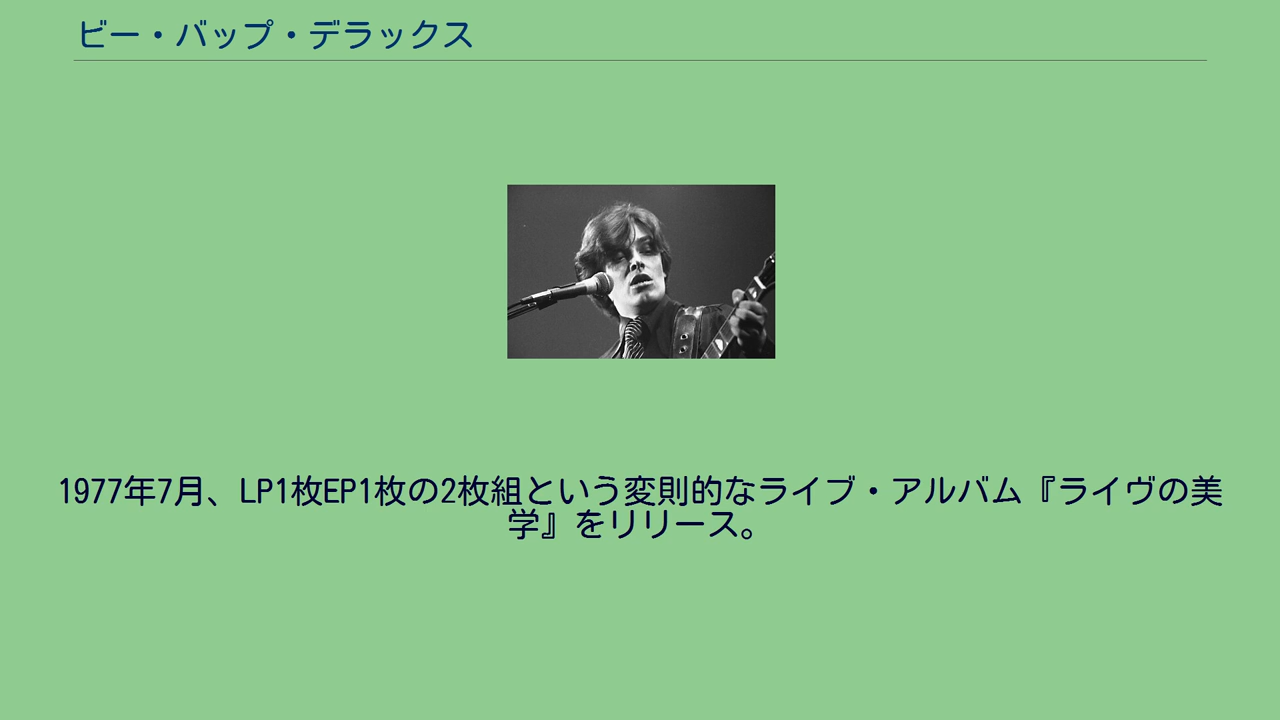 ビー・バップ・デラックス
1977年7月、LP1枚EP1枚の2枚組という変則的なライブ・アルバム『ライヴの美
学』をリリース。